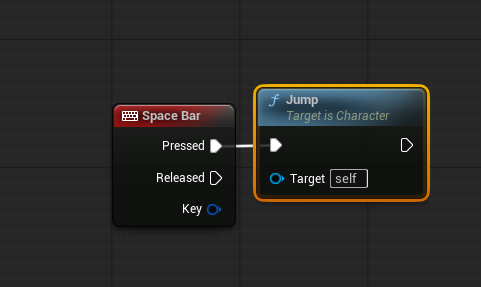 Space Bar
Pressed
Released
Key
Jump
Target is Character
Target self